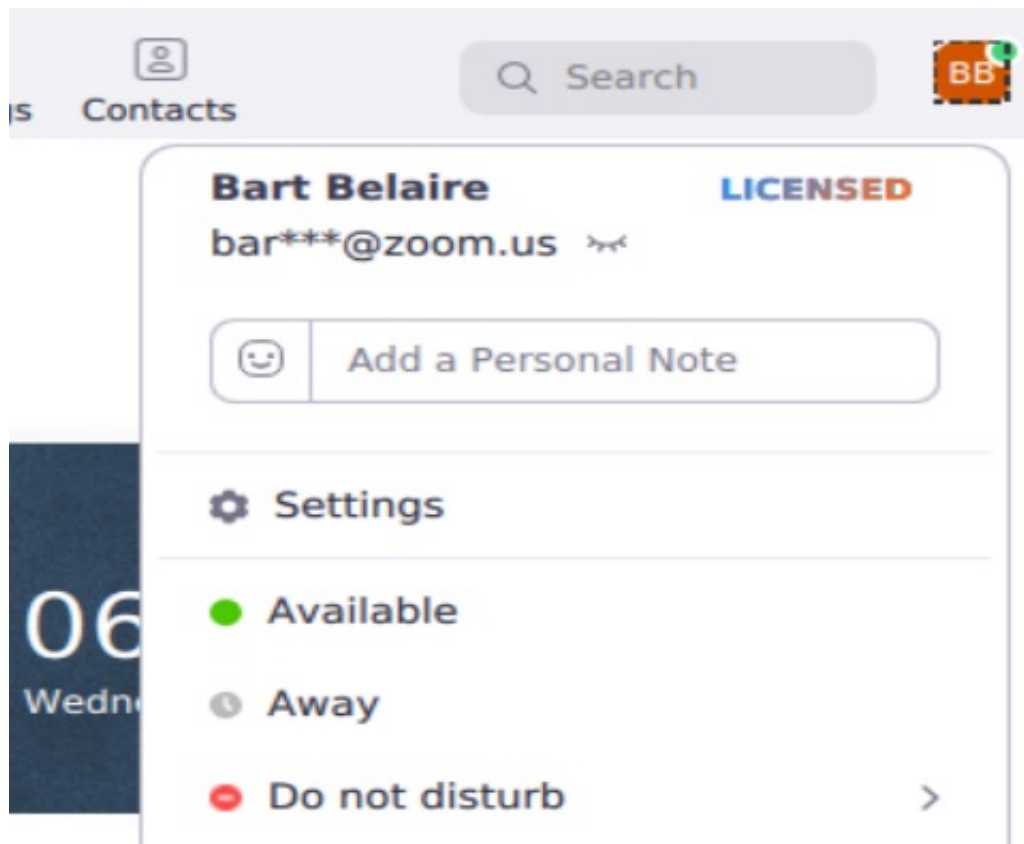 Contacts
Search
BB
Bart Belaire LICENSED
bar***@zoom.us
Add a Personal Note
Settings
Available
06
Away
Do not disturb